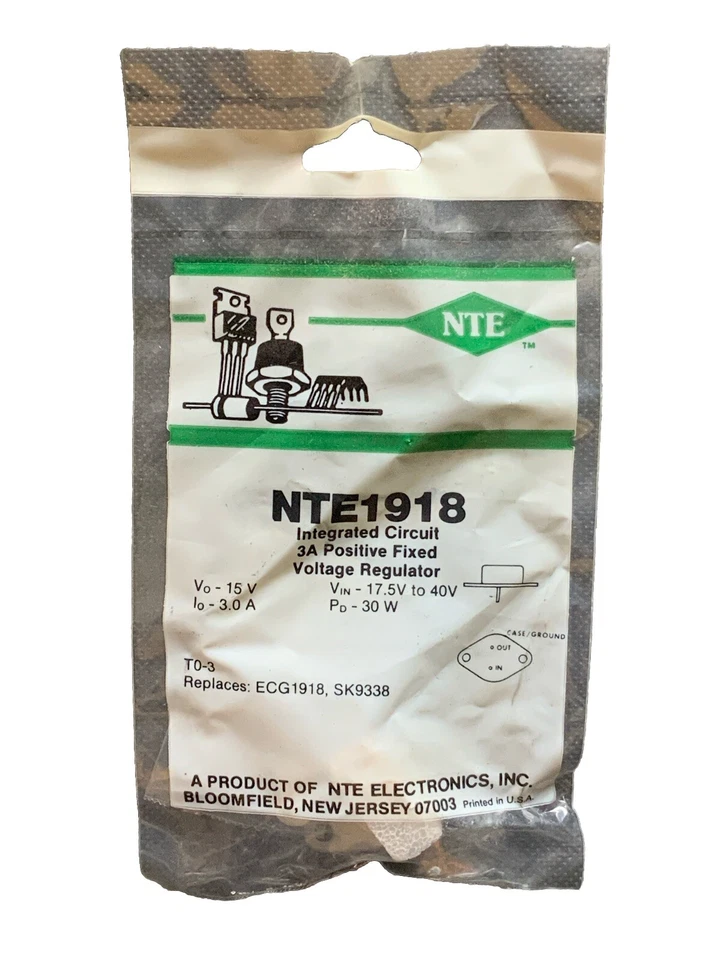 NTE
TM
NTE1918
Integrated Circuit
3A Positive Fixed
Voltage Regulator
VO - 15 V
VIN - 17.5V to 40V
IO - 3.0 A
PD - 30 W
CASE/GROUND
OUT
IN
TO-3
Replaces: ECG1918, SK9338
A PRODUCT OF NTE ELECTRONICS, INC.
BLOOMFIELD, NEW JERSEY 07003 Printed in U.S.A.